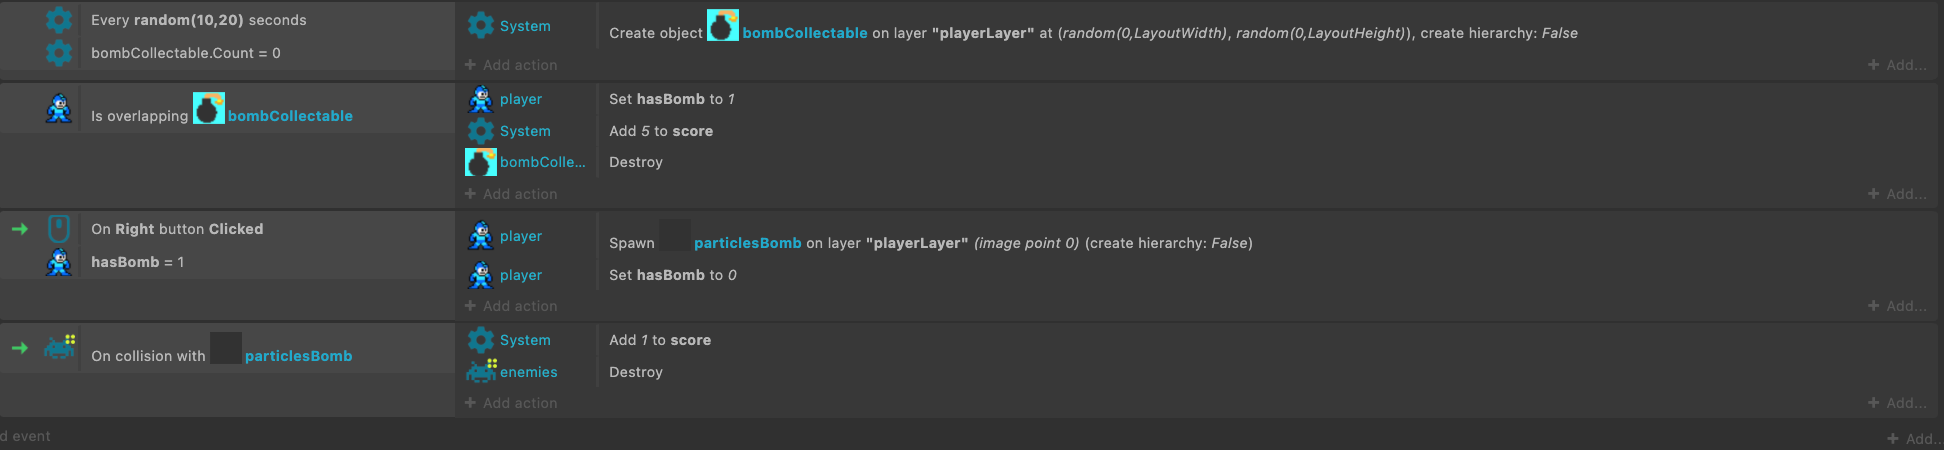 Every random(10,20) seconds
System
Create object bombCollectable on layer "playerLayer" at (random(0,LayoutWidth), random(0,LayoutHeight)), create hierarchy: False
bombCollectable.Count = 0
+ Add action
+ Add...
Is overlapping bombCollectable
player
Set hasBomb to 1
System
Add 5 to score
bombColle...
Destroy
+ Add action
+ Add...
On Right button Clicked
player
Spawn particlesBomb on layer "playerLayer" (image point 0) (create hierarchy: False)
hasBomb = 1
player
Set hasBomb to 0
+ Add action
+ Add...
On collision with particlesBomb
System
Add 1 to score
enemies
Destroy
+ Add action
+ Add...
d event
+ Add...